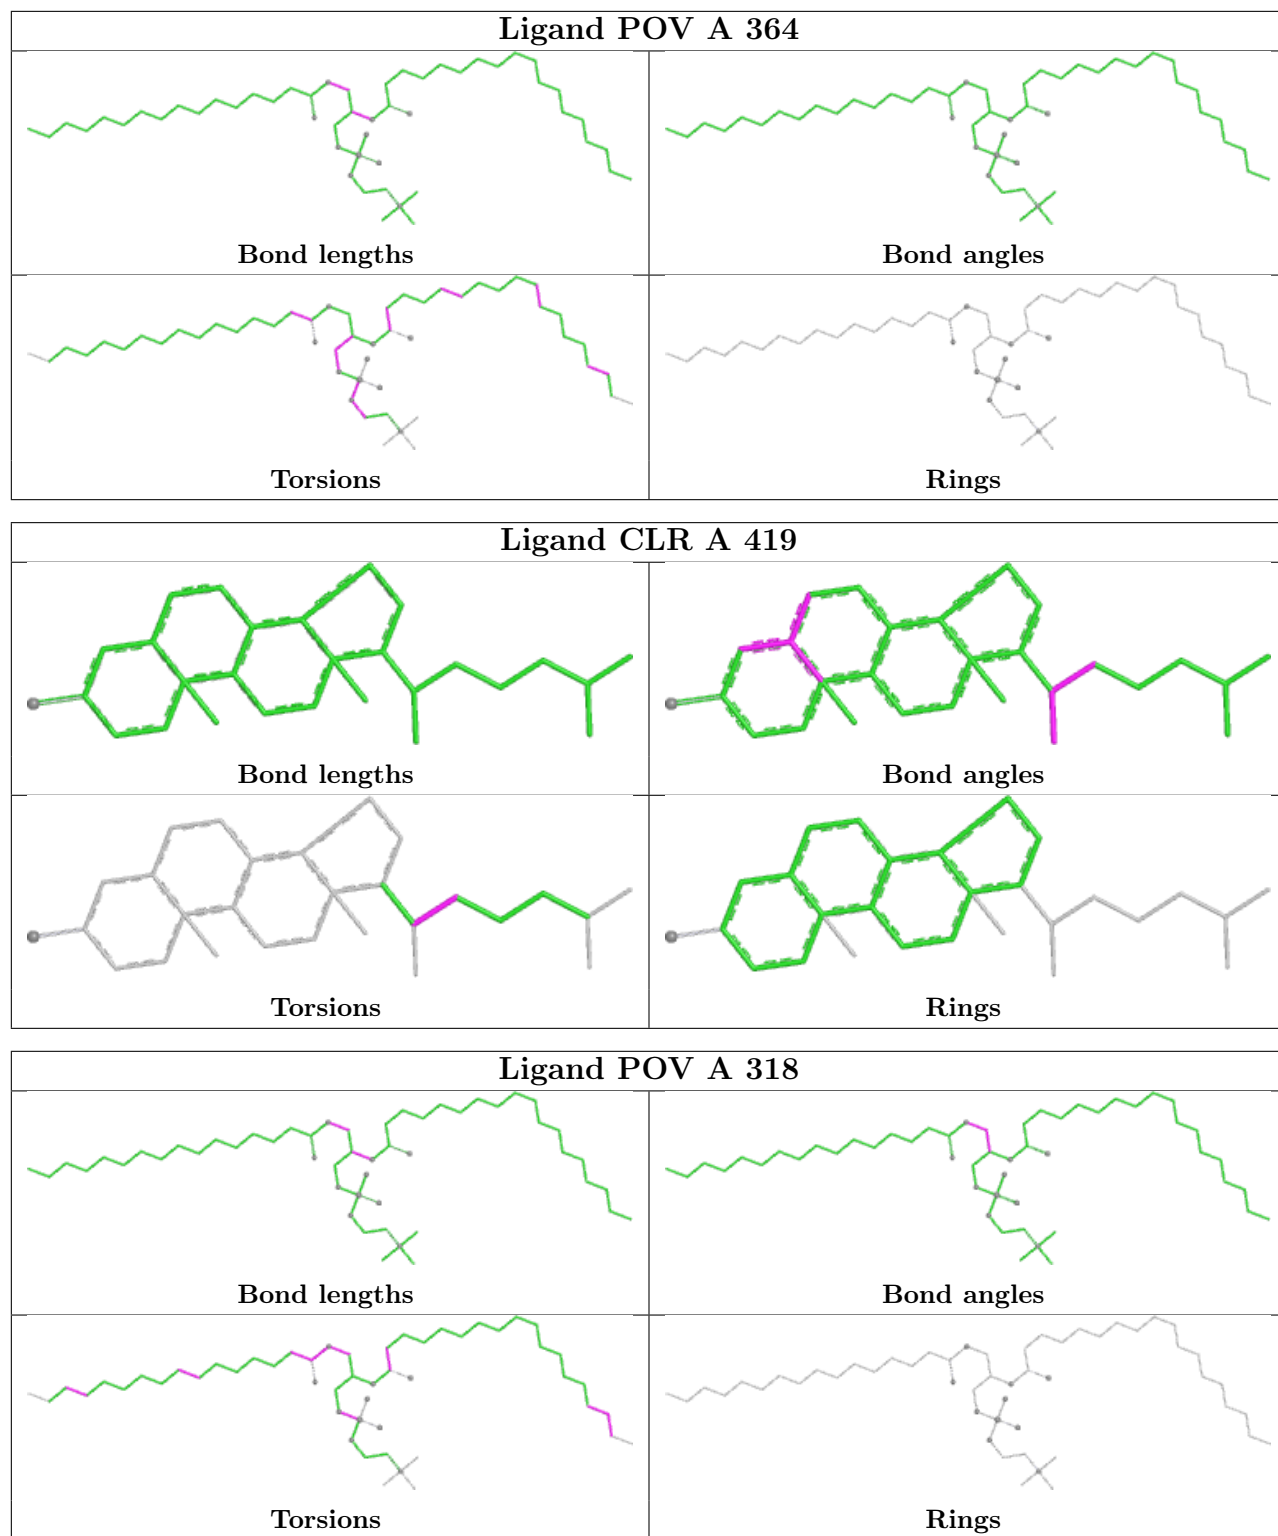 Ligand POV A 364
Bond lengths
Bond angles
Torsions
Rings
Ligand CLR A 419
Bond lengths
Bond angles
Torsions
Rings
Ligand POV A 318
Bond lengths
Bond angles
Torsions
Rings